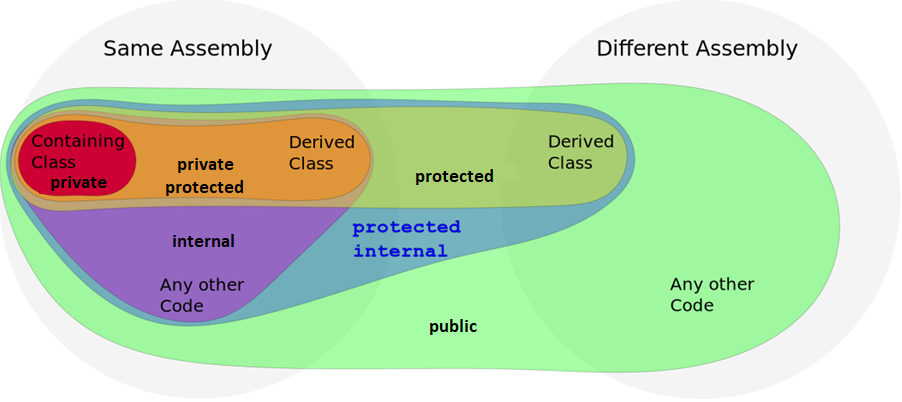 Same Assembly
Different Assembly
Containing
Class
private
private
protected
Derived
Class
protected
Derived
Class
internal
protected
internal
Any other
Code
Any other
Code
public